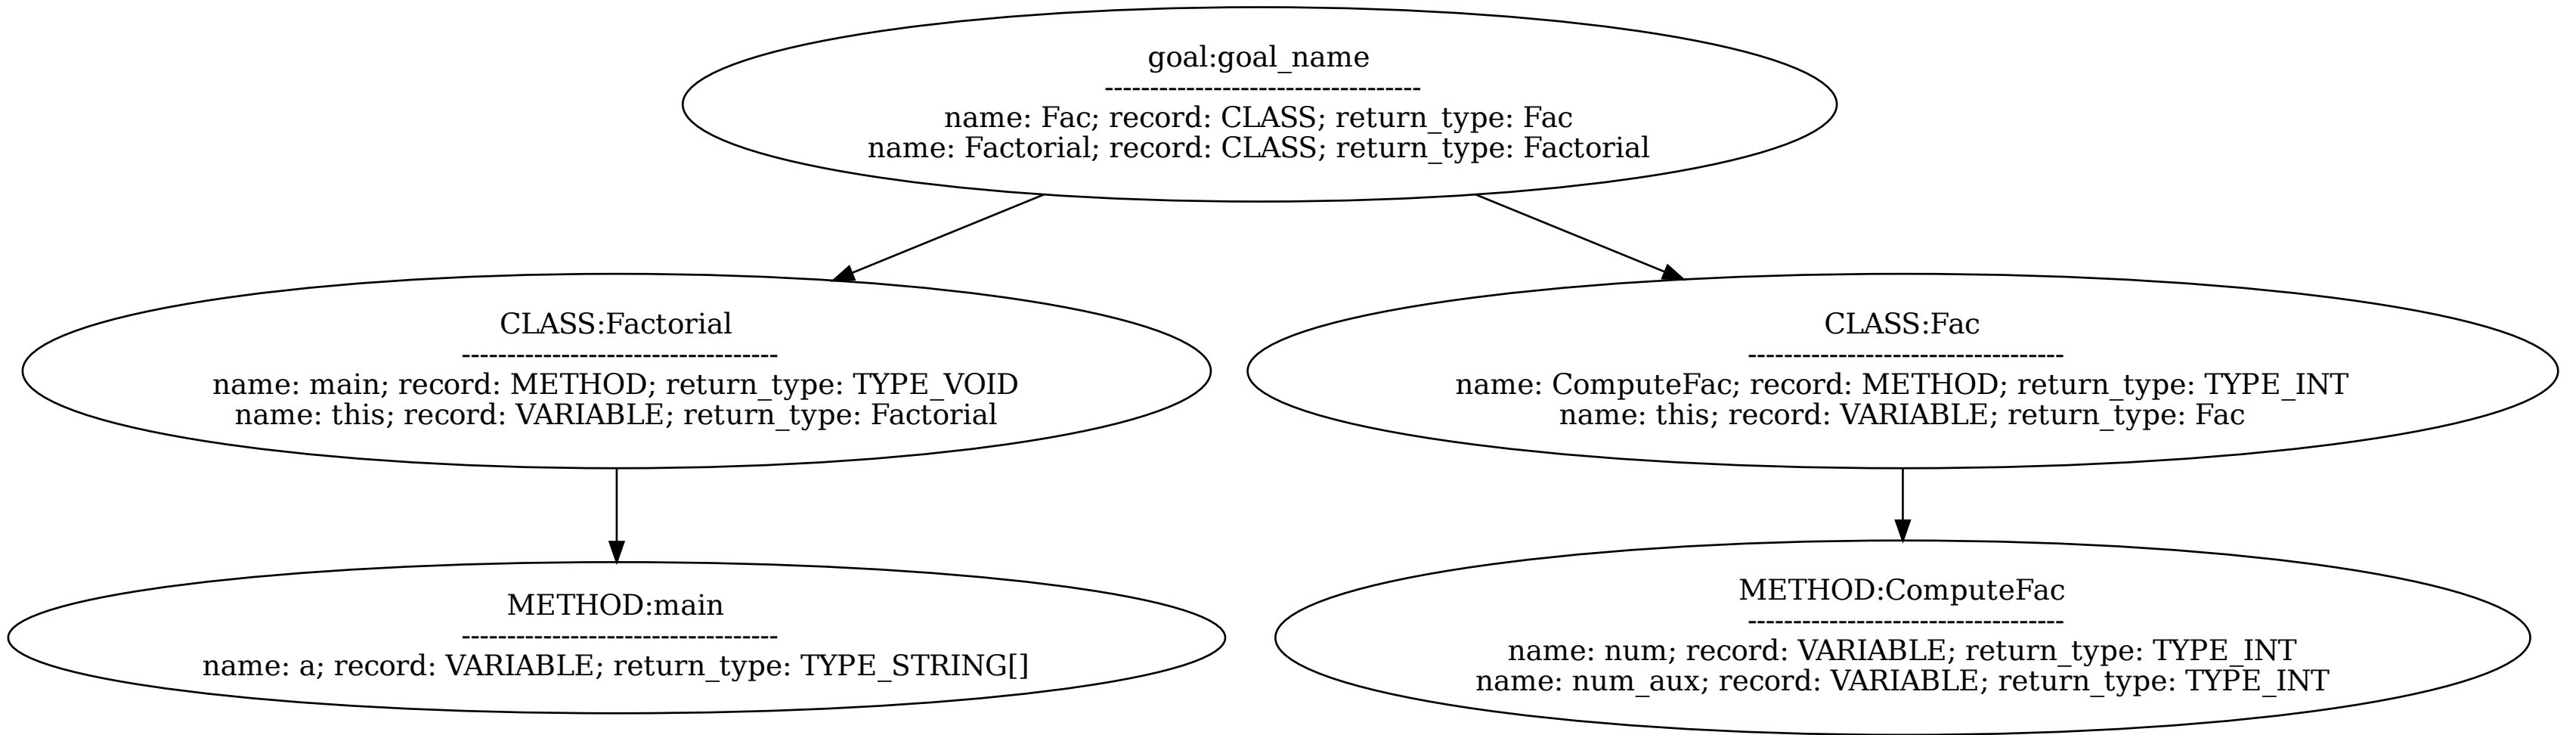 goal:goal_name
-----------------------------------
name: Fac; record: CLASS; return_type: Fac
name: Factorial; record: CLASS; return_type: Factorial
CLASS:Factorial
-----------------------------------
name: main; record: METHOD; return_type: TYPE_VOID
name: this; record: VARIABLE; return_type: Factorial
CLASS:Fac
-----------------------------------
name: ComputeFac; record: METHOD; return_type: TYPE_INT
name: this; record: VARIABLE; return_type: Fac
METHOD:main
-----------------------------------
name: a; record: VARIABLE; return_type: TYPE_STRING[]
METHOD:ComputeFac
-----------------------------------
name: num; record: VARIABLE; return_type: TYPE_INT
name: num_aux; record: VARIABLE; return_type: TYPE_INT